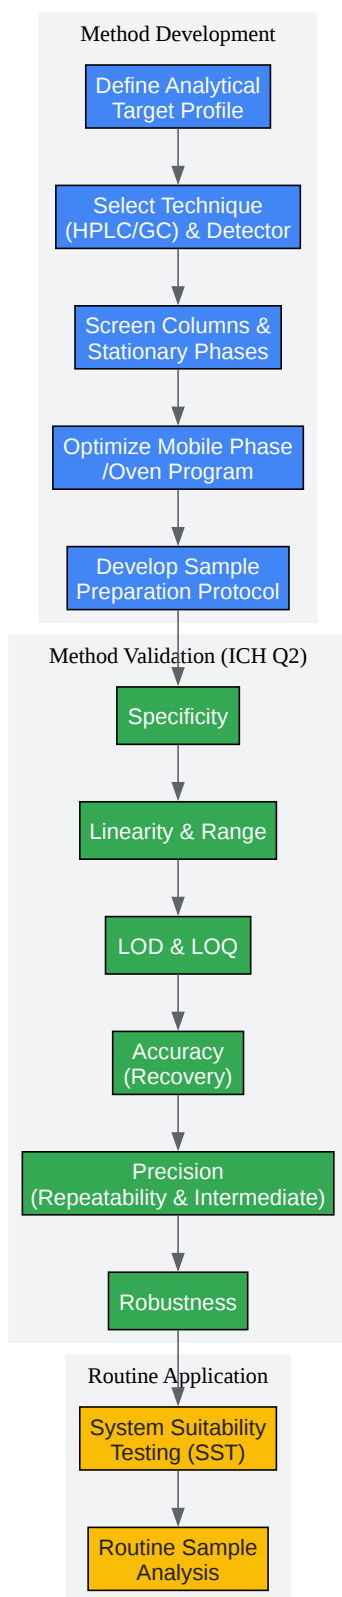 Method Development
Define Analytical
Target Profile
Select Technique
(HPLC/GC) & Detector
Screen Columns &
Stationary Phases
Optimize Mobile Phase
/Oven Program
Develop Sample
Preparation Protocol
Method Validation (ICH Q2)
Specificity
Linearity & Range
LOD & LOQ
Accuracy
(Recovery)
Precision
(Repeatability & Intermediate)
Robustness
Routine Application
System Suitability
Testing (SST)
Routine Sample
Analysis